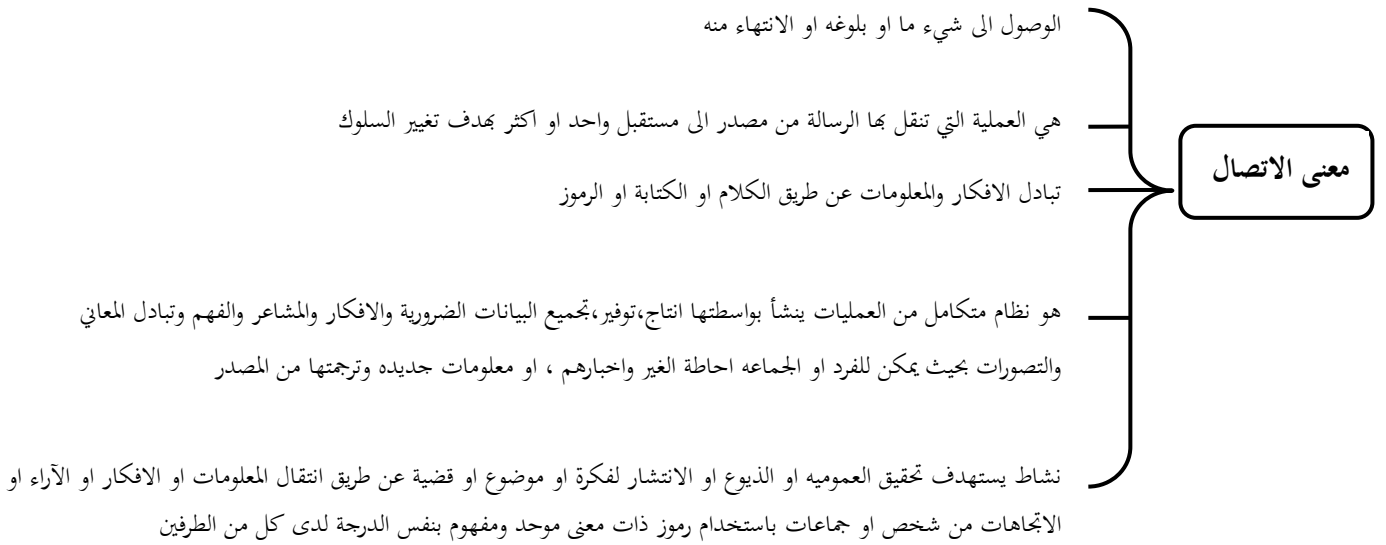 معنى الاتصال
الوصول الى شيء ما او بلوغه او الانتهاء منه
هي العملية التي تنقل بها الرسالة من مصدر الى مستقبل واحد او اكثر بهدف تغيير السلوك
تبادل الافكار والمعلومات عن طريق الكلام او الكتابة او الرموز
هو نظام متكامل من العمليات ينشأ بواسطتها انتاج،توفير،تجميع البيانات الضرورية والافكار والمشاعر والفهم وتبادل المعاني
والتصورات بحيث يمكن للفرد او الجماعه احاطة الغير واخبارهم ، او معلومات جديده وترجمتها من المصدر
نشاط يستهدف تحقيق العموميه او الذيوع او الانتشار لفكرة او موضوع او قضية عن طريق انتقال المعلومات او الافكار او الآراء او
الاتجاهات من شخص او جماعات باستخدام رموز ذات معنى موحد ومفهوم بنفس الدرجة لدى كل من الطرفين